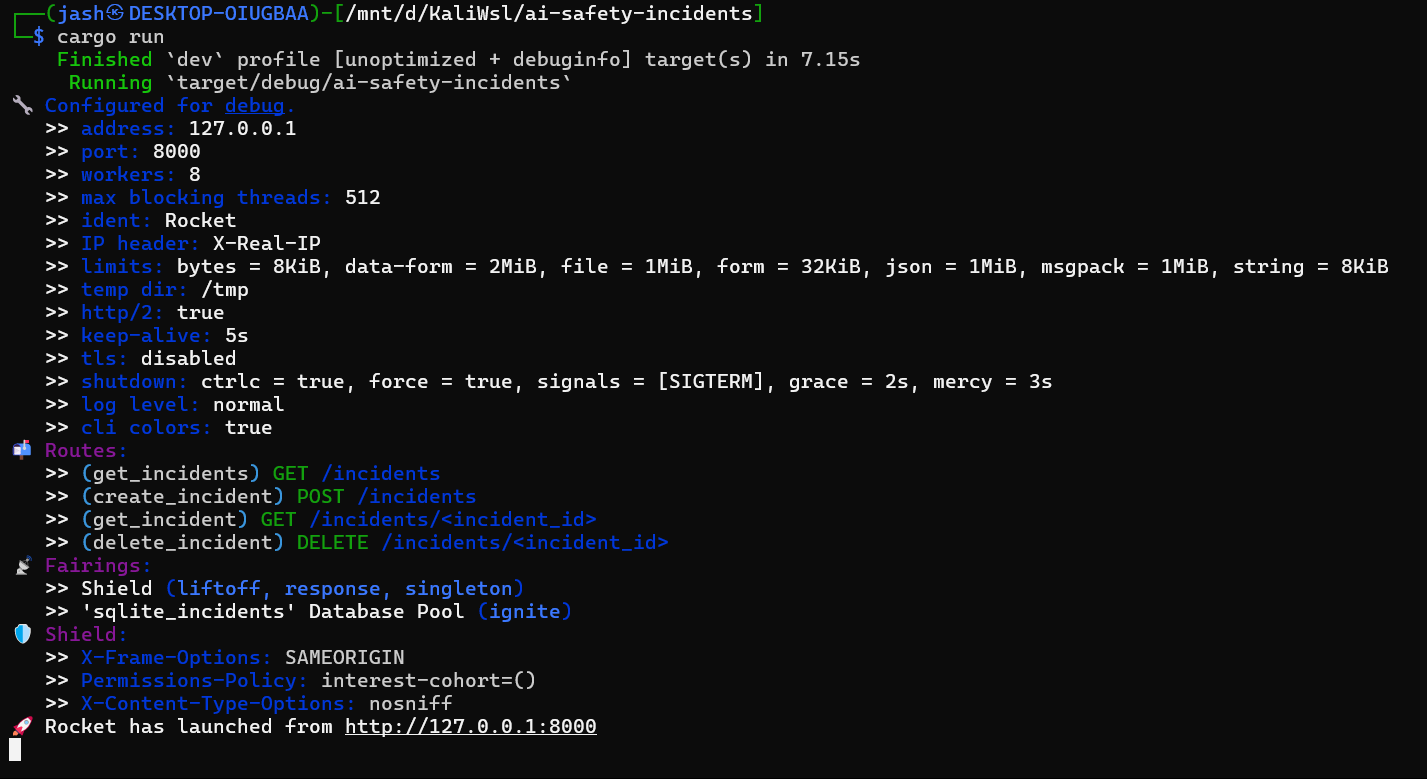 ┌──(jash㉿DESKTOP-OIUGBAA)-[/mnt/d/KaliWsl/ai-safety-incidents]
└─$ cargo run
    Finished `dev` profile [unoptimized + debuginfo] target(s) in 7.15s
     Running `target/debug/ai-safety-incidents`
🔧 Configured for debug.
   >> address: 127.0.0.1
   >> port: 8000
   >> workers: 8
   >> max blocking threads: 512
   >> ident: Rocket
   >> IP header: X-Real-IP
   >> limits: bytes = 8KiB, data-form = 2MiB, file = 1MiB, form = 32KiB, json = 1MiB, msgpack = 1MiB, string = 8KiB
   >> temp dir: /tmp
   >> http/2: true
   >> keep-alive: 5s
   >> tls: disabled
   >> shutdown: ctrlc = true, force = true, signals = [SIGTERM], grace = 2s, mercy = 3s
   >> log level: normal
   >> cli colors: true
📬 Routes:
   >> (get_incidents) GET /incidents
   >> (create_incident) POST /incidents
   >> (get_incident) GET /incidents/<incident_id>
   >> (delete_incident) DELETE /incidents/<incident_id>
📡 Fairings:
   >> Shield (liftoff, response, singleton)
   >> 'sqlite_incidents' Database Pool (ignite)
🛡️ Shield:
   >> X-Frame-Options: SAMEORIGIN
   >> Permissions-Policy: interest-cohort=()
   >> X-Content-Type-Options: nosniff
🚀 Rocket has launched from http://127.0.0.1:8000